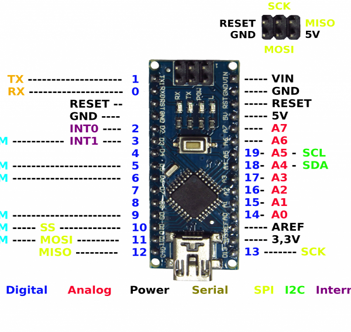 SCK
RESET MISO
GND 5V
MOSI
TX 1
RX 0
RESET
GND
INT0 2
M INT1 3
4
M 5
M 6
7
8
M 9
M SS 10
M MOSI 11
MISO 12
RX TX POW L
VIN
GND
RESET
5V
A7
A6
19 A5 SCL
18 A4 SDA
17 A3
16 A2
15 A1
14 A0
AREF
3,3V
13 SCK
Digital Analog Power Serial SPI I2C Interr